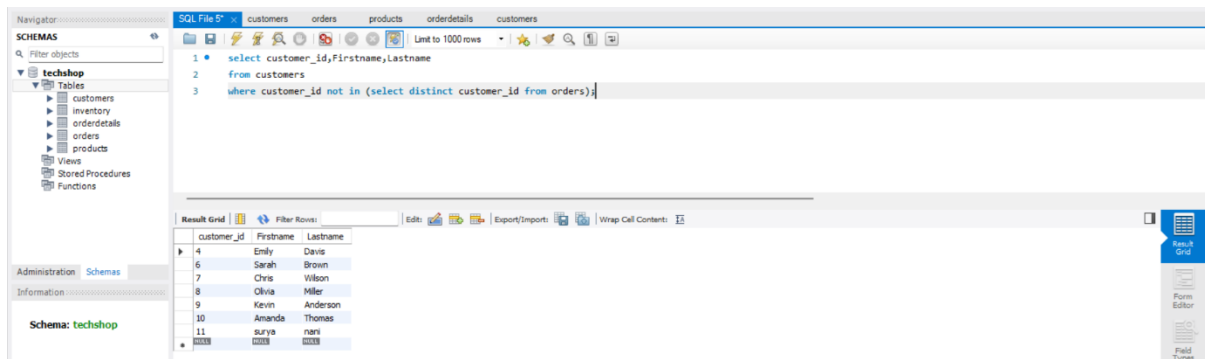 Navigator
SCHEMAS
Filter objects
techshop
Tables
customers
inventory
orderdetails
orders
products
Views
Stored Procedures
Functions
Administration Schemas
Information
Schema: techshop
SQL File 5* customers orders products orderdetails customers
Limit to 1000 rows
1 select customer_id,Firstname,Lastname
2 from customers
3 where customer_id not in (select distinct customer_id from orders);
Result Grid Filter Rows: Edit: Export/Import: Wrap Cell Content:
customer_id Firstname Lastname
4 Emily Davis
6 Sarah Brown
7 Chris Wilson
8 Olivia Miller
9 Kevin Anderson
10 Amanda Thomas
11 surya nani
NULL NULL NULL
Result
Grid
Form
Editor
Field
Types